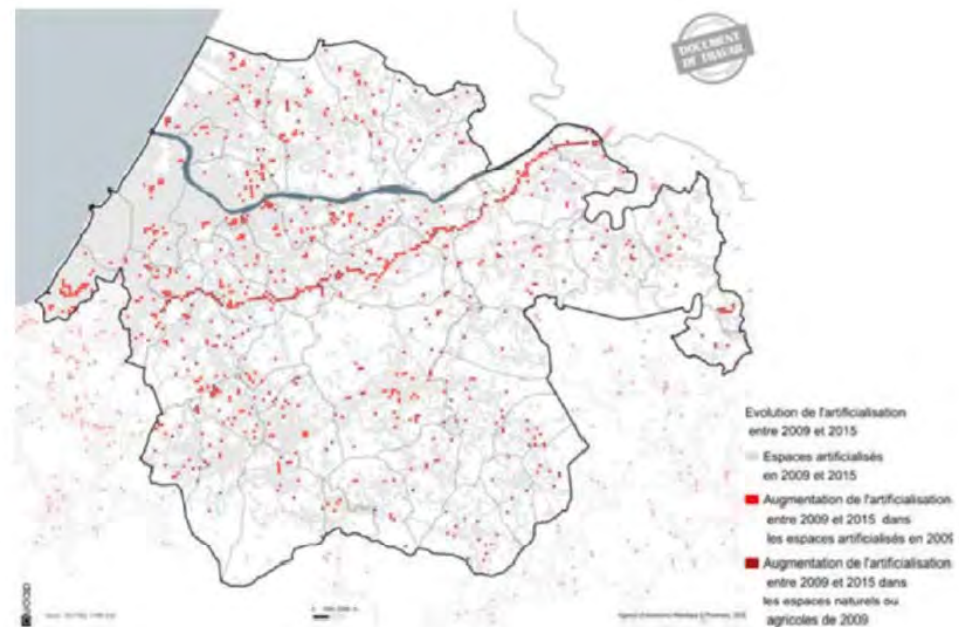 DOCUMENT
DE TRAVAIL
Evolution de l'artificialisation
entre 2009 et 2015
Espaces artificialisés
en 2009 et 2015
Augmentation de l'artificialisation
entre 2009 et 2015 dans
les espaces artificialisés en 2009
Augmentation de l'artificialisation
entre 2009 et 2015 dans
les espaces naturels ou
agricoles de 2009